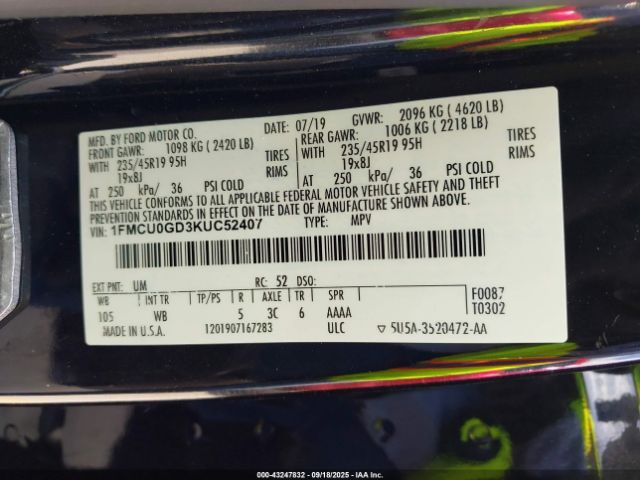 MFD. BY FORD MOTOR CO.
DATE: 07/19
GVWR: 2096 KG ( 4620 LB)
FRONT GAWR: 1098 KG ( 2420 LB)
REAR GAWR: 1006 KG ( 2218 LB)
WITH 235/45R19 95H TIRES
WITH 235/45R19 95H TIRES
19x8J RIMS
19x8J RIMS
AT 250 kPa/ 36 PSI COLD
AT 250 kPa/ 36 PSI COLD
THIS VEHICLE CONFORMS TO ALL APPLICABLE FEDERAL MOTOR VEHICLE SAFETY AND THEFT
PREVENTION STANDARDS IN EFFECT ON THE DATE OF MANUFACTURE SHOWN ABOVE.
VIN: 1FMCU0GD3KUC52407
TYPE: MPV
EXT PNT: UM RC: 52 DSO:
WB INT TR TP/PS R AXLE TR SPR
105 WB 5 3C 6 AAAA
F0087
T0302
MADE IN U.S.A. 1201907167283 ULC
5U5A-3520472-AA
000-43247832 - 09/18/2025 - IAA, Inc.